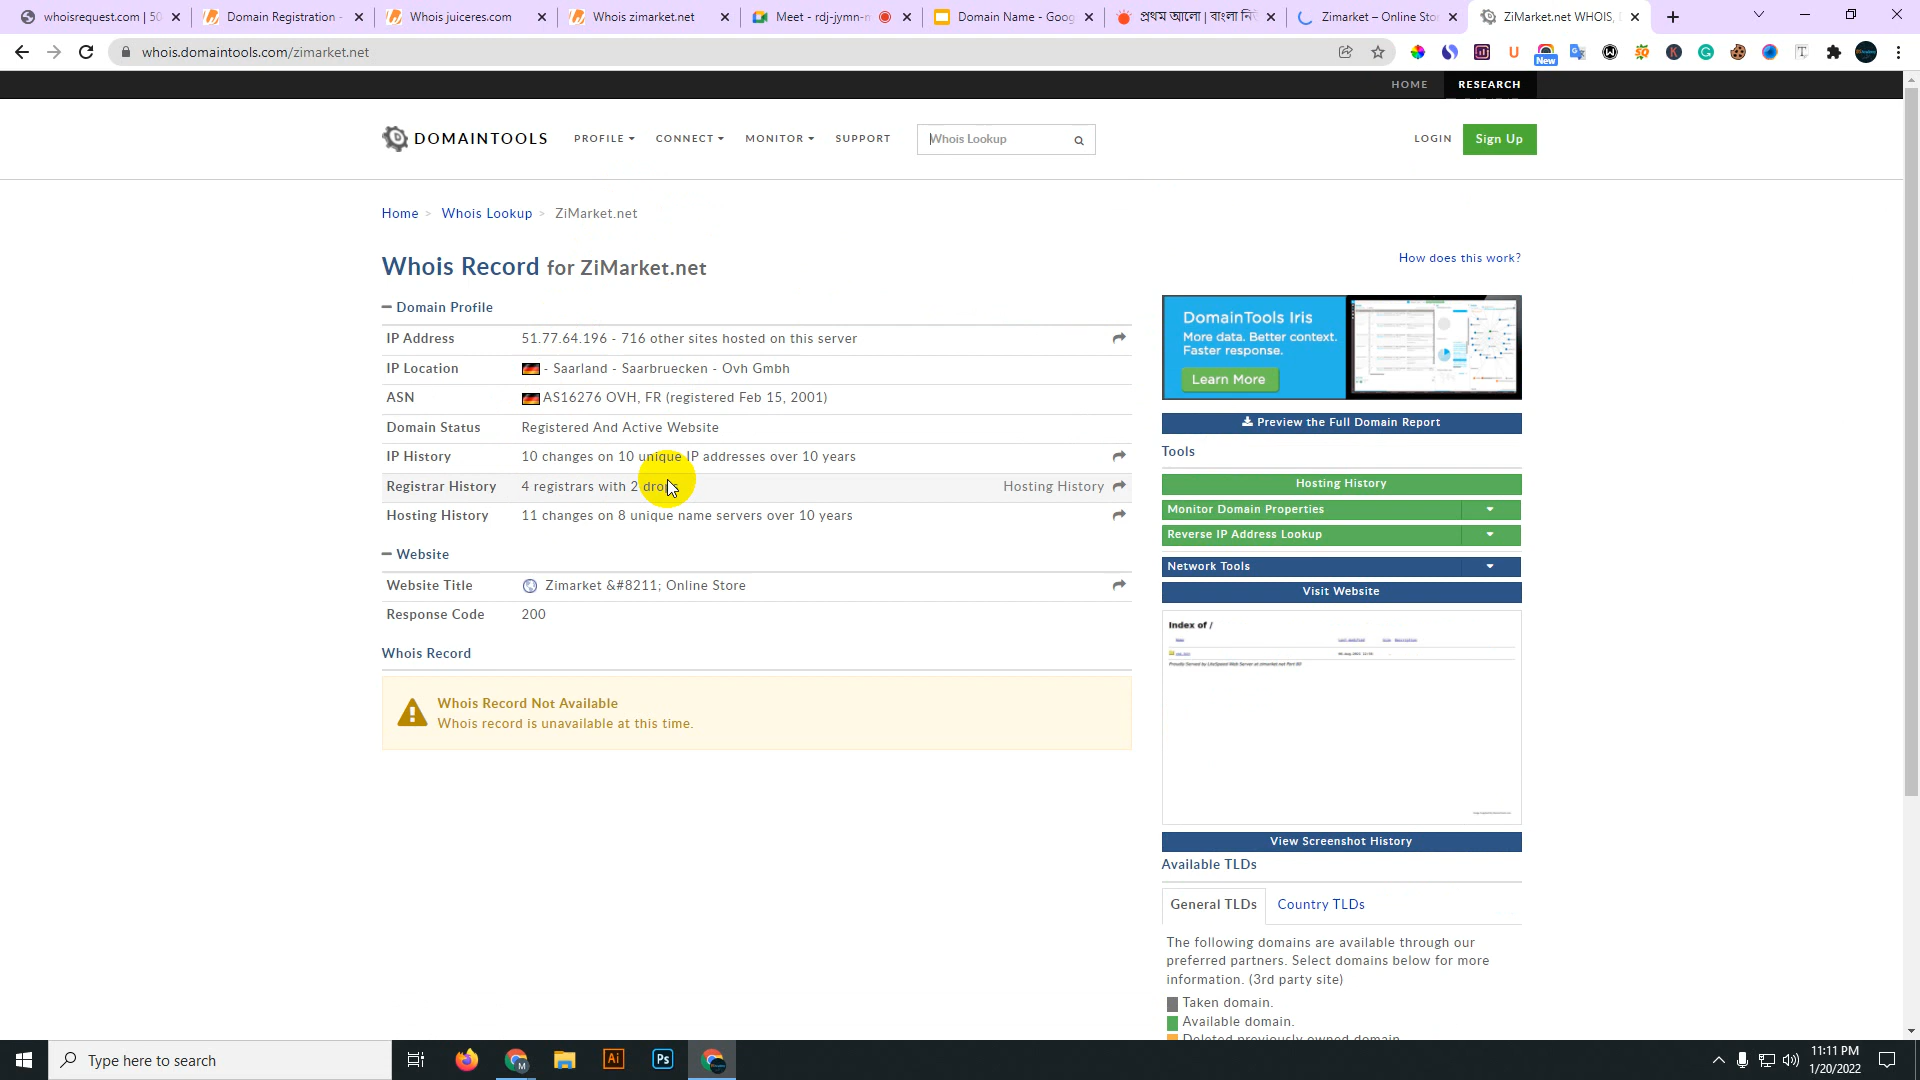 whoisrequest.com | 50
Domain Registration -
Whois juiceres.com
Whois zimarket.net
Meet - rdj-jymn-n
Domain Name - Goog
প্রথম আলো | বাংলা নি
Zimarket – Online Stor
ZiMarket.net WHOIS,
whois.domaintools.com/zimarket.net
New
HOME
RESEARCH
DOMAINTOOLS
PROFILE
CONNECT
MONITOR
SUPPORT
Whois Lookup
LOGIN
Sign Up
Home > Whois Lookup > ZiMarket.net
Whois Record for ZiMarket.net
How does this work?
Domain Profile
IP Address 51.77.64.196 - 716 other sites hosted on this server
IP Location - Saarland - Saarbruecken - Ovh Gmbh
ASN AS16276 OVH, FR (registered Feb 15, 2001)
Domain Status Registered And Active Website
IP History 10 changes on 10 unique IP addresses over 10 years
Registrar History 4 registrars with 2 drops Hosting History
Hosting History 11 changes on 8 unique name servers over 10 years
Website
Website Title Zimarket &#8211; Online Store
Response Code 200
Whois Record
Whois Record Not Available
Whois record is unavailable at this time.
DomainTools Iris
More data. Better context.
Faster response.
Learn More
Preview the Full Domain Report
Tools
Hosting History
Monitor Domain Properties
Reverse IP Address Lookup
Network Tools
Visit Website
Index of /
View Screenshot History
Available TLDs
General TLDs
Country TLDs
The following domains are available through our
preferred partners. Select domains below for more
information. (3rd party site)
Taken domain.
Available domain.
Deleted previously owned domain.
Type here to search
Ai
Ps
11:11 PM
1/20/2022